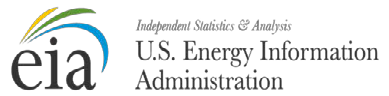 eia
Independent Statistics & Analysis
U.S. Energy Information
Administration